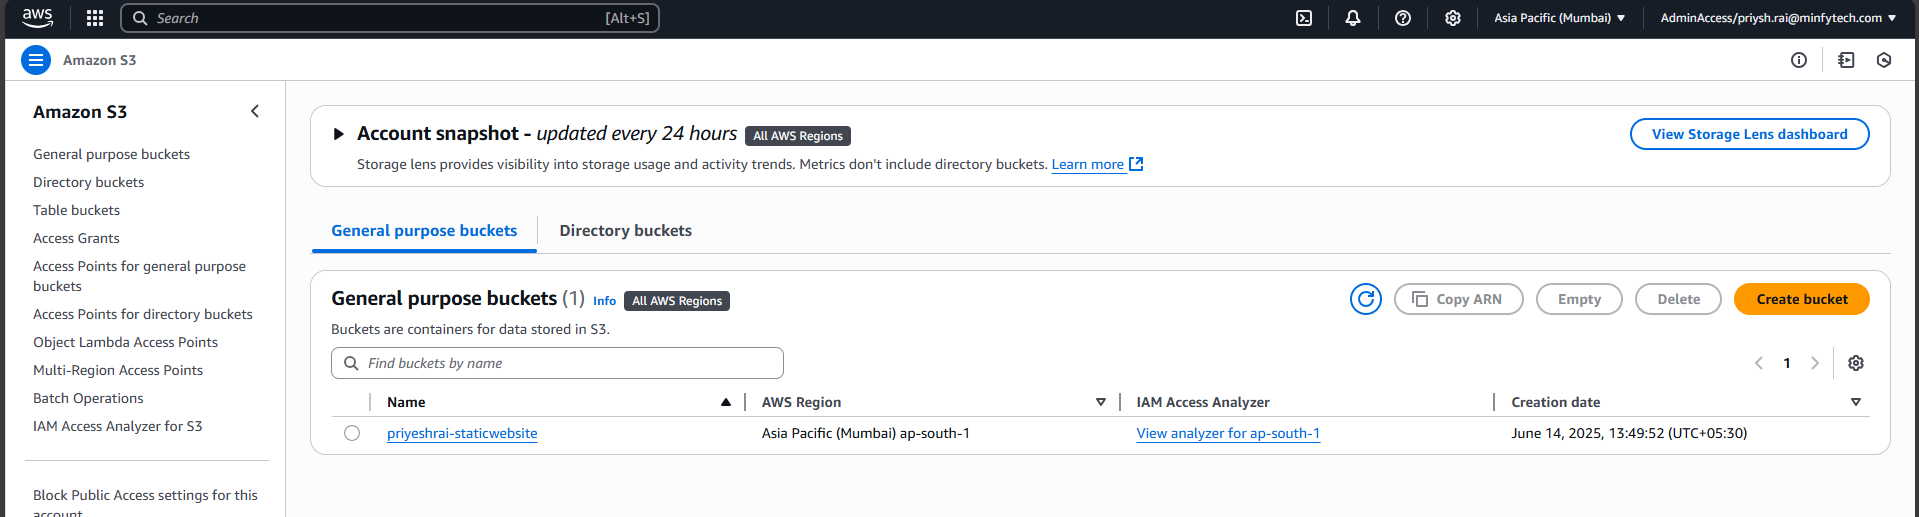 aws
Search [Alt+S]
Asia Pacific (Mumbai)
AdminAccess/priysh.rai@minfytech.com
Amazon S3
Amazon S3
General purpose buckets
Directory buckets
Table buckets
Access Grants
Access Points for general purpose
buckets
Access Points for directory buckets
Object Lambda Access Points
Multi-Region Access Points
Batch Operations
IAM Access Analyzer for S3
Block Public Access settings for this
account
Account snapshot - updated every 24 hours All AWS Regions
View Storage Lens dashboard
Storage lens provides visibility into storage usage and activity trends. Metrics don't include directory buckets. Learn more
General purpose buckets
Directory buckets
General purpose buckets (1) Info All AWS Regions
Copy ARN
Empty
Delete
Create bucket
Buckets are containers for data stored in S3.
Find buckets by name
1
Name AWS Region IAM Access Analyzer Creation date
priyeshrai-staticwebsite Asia Pacific (Mumbai) ap-south-1 View analyzer for ap-south-1 June 14, 2025, 13:49:52 (UTC+05:30)